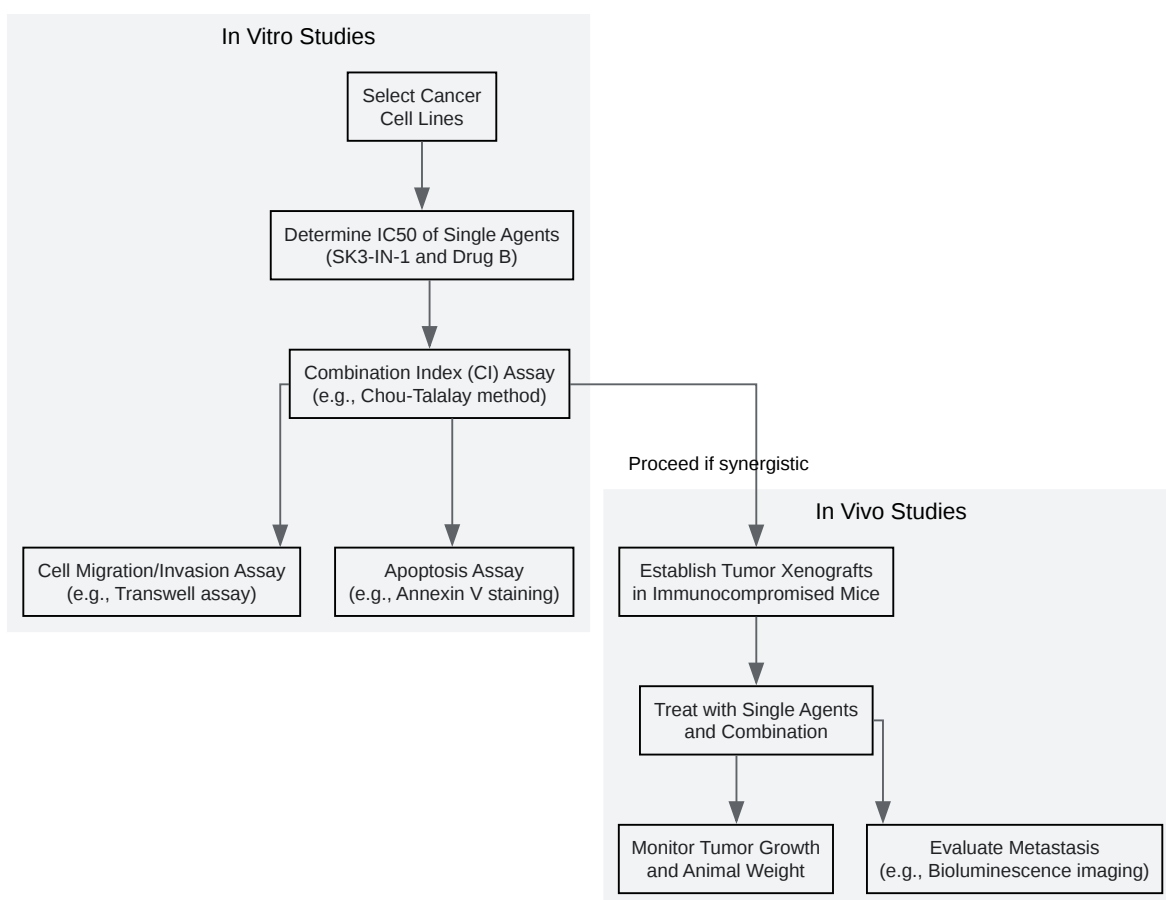 In Vitro Studies
Select Cancer
Cell Lines
Determine IC50 of Single Agents
(SK3-IN-1 and Drug B)
Combination Index (CI) Assay
(e.g., Chou-Talalay method)
Proceed if synergistic
Cell Migration/Invasion Assay
(e.g., Transwell assay)
Apoptosis Assay
(e.g., Annexin V staining)
In Vivo Studies
Establish Tumor Xenografts
in Immunocompromised Mice
Treat with Single Agents
and Combination
Monitor Tumor Growth
and Animal Weight
Evaluate Metastasis
(e.g., Bioluminescence imaging)